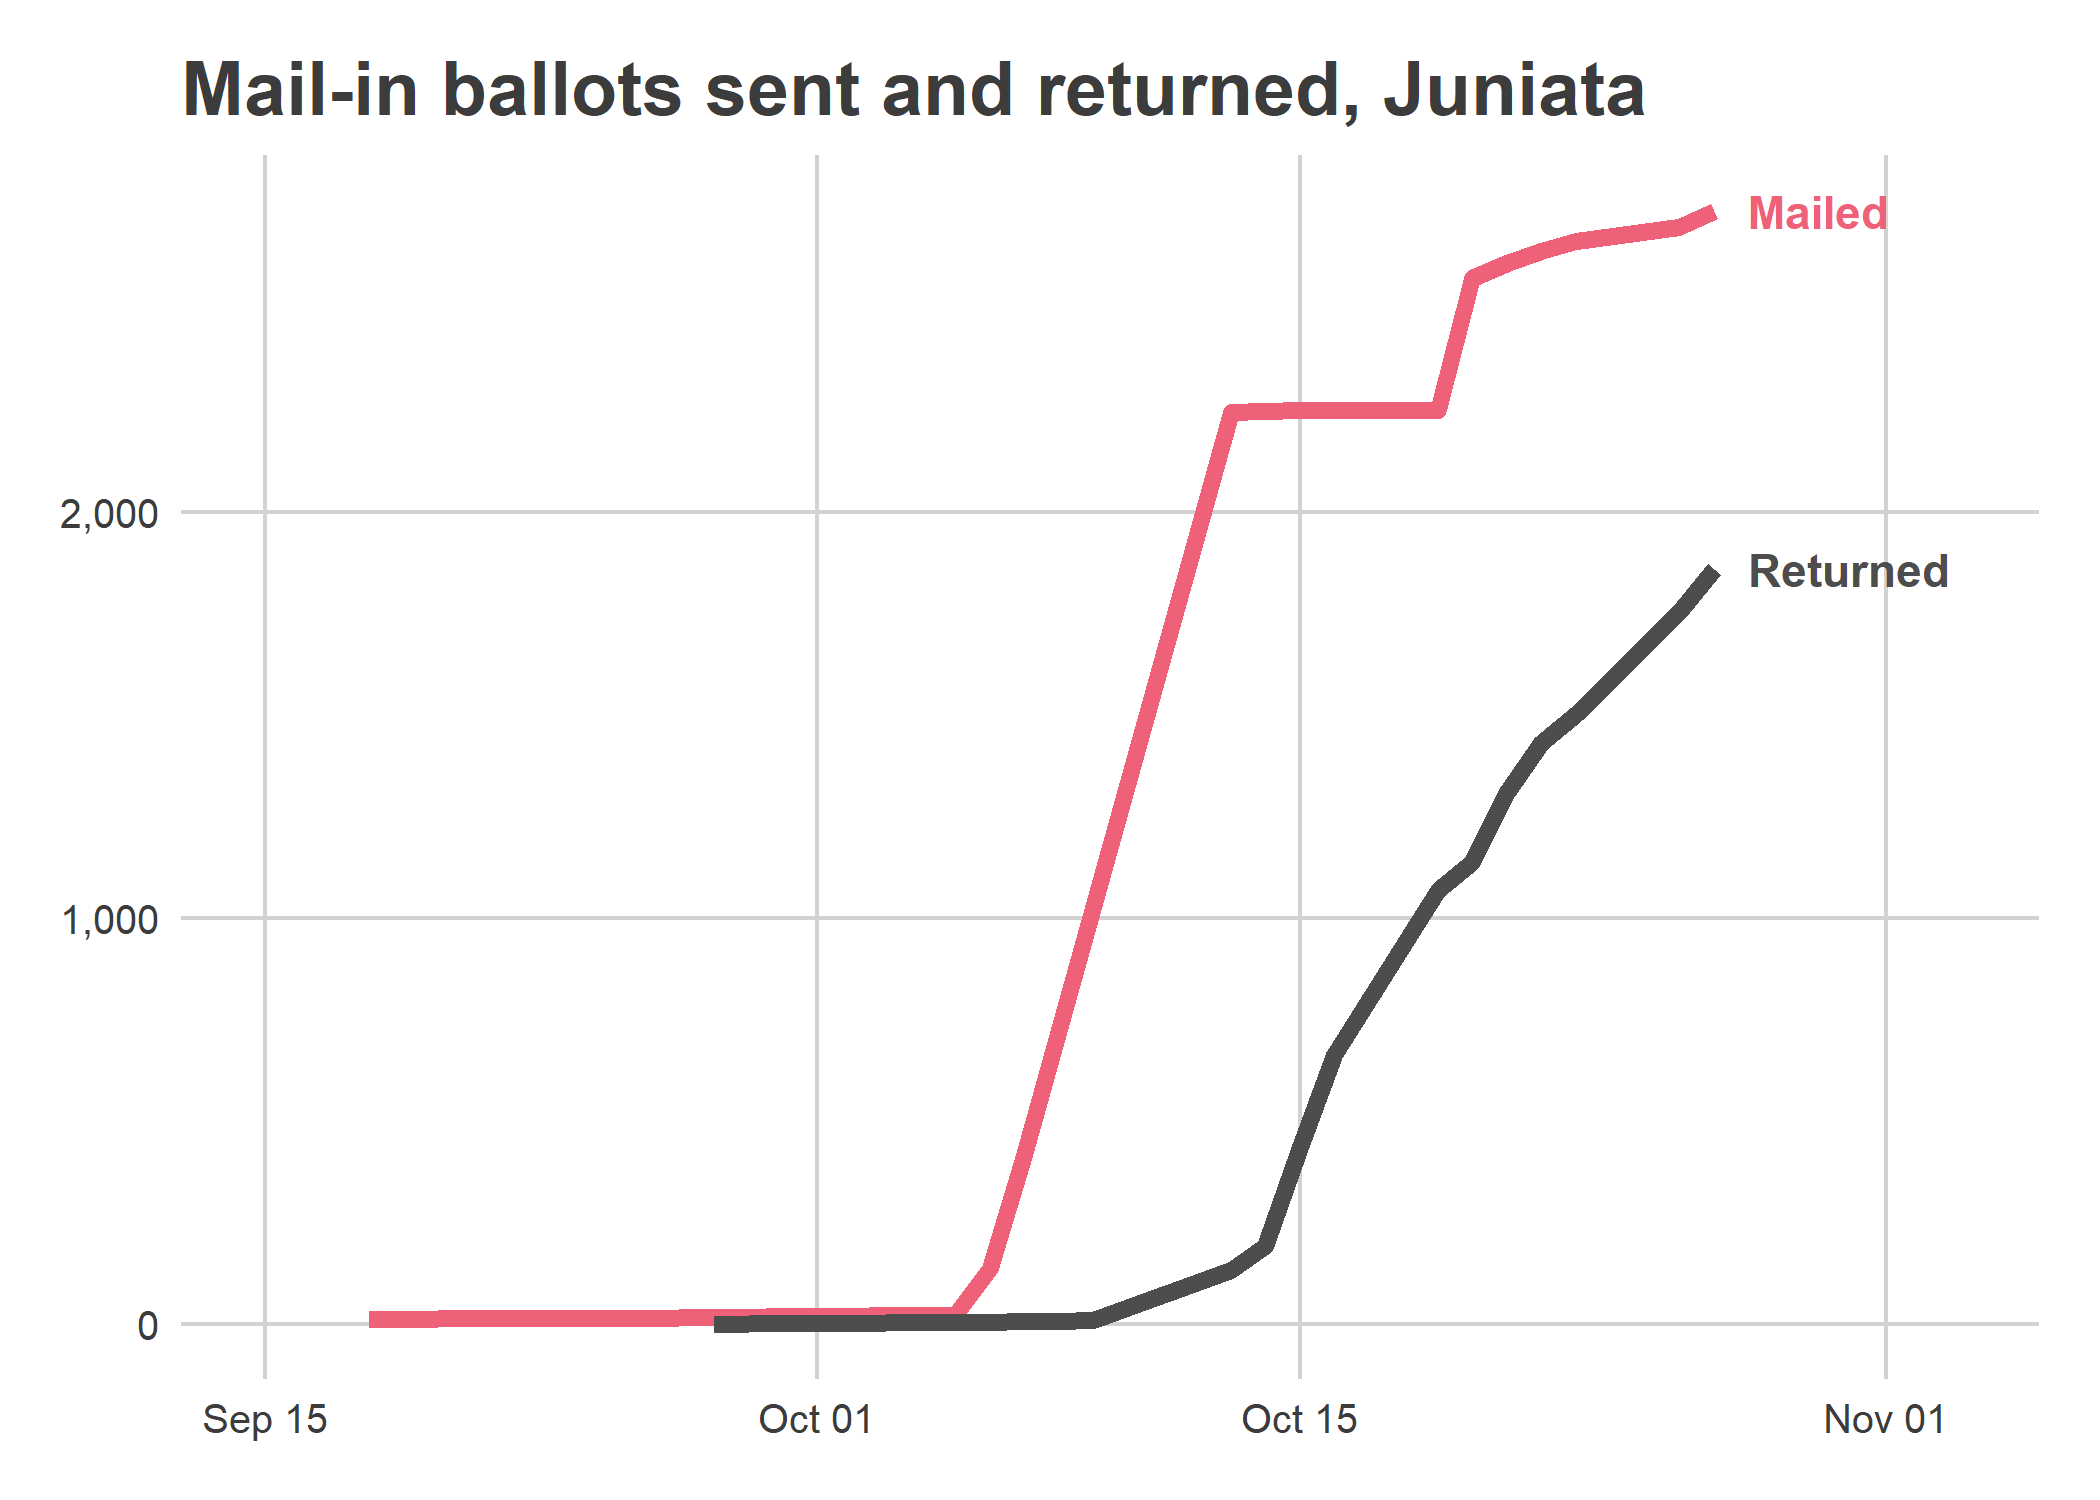 Mail-in ballots sent and returned, Juniata
Mailed
2,000
Returned
1,000
0
Sep 15
Oct 01
Oct 15
Nov 01